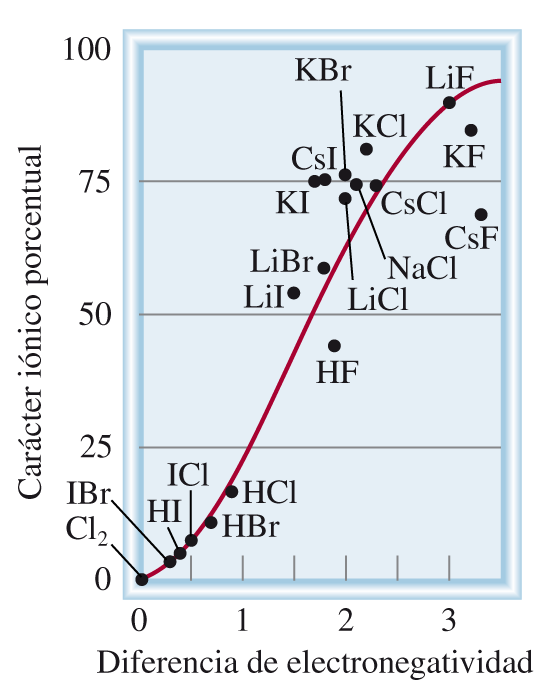 100
KBr
LiF
KCl
KF
CsI
75
KI
CsCl
CsF
LiBr
NaCl
LiI
LiCl
50
HF
Carácter iónico porcentual
25
ICl
IBr
HI
HCl
Cl₂
HBr
0
0 1 2 3
Diferencia de electronegatividad